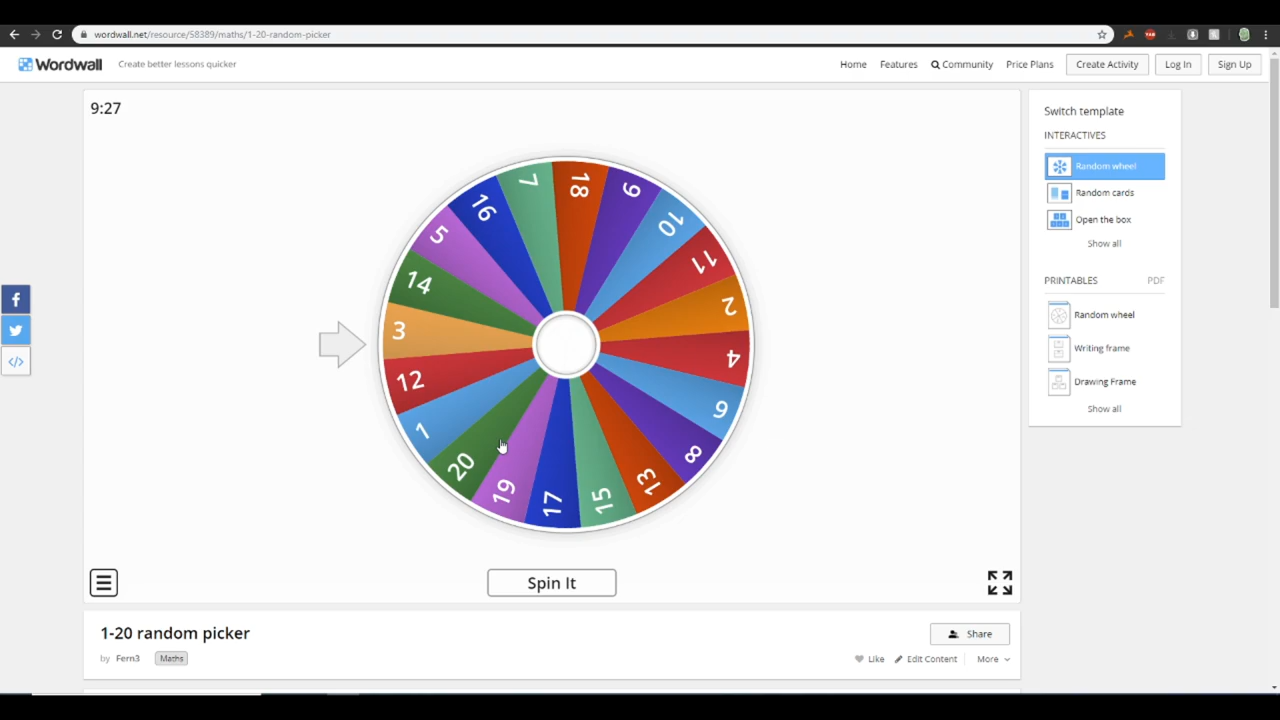 wordwall.net/resource/58389/maths/1-20-random-picker
Wordwall
Create better lessons quicker
Home
Features
Community
Price Plans
Create Activity
Log In
Sign Up
9:27
18
9
10
11
2
4
6
8
13
15
17
19
20
1
12
3
14
5
16
7
Spin It
Switch template
INTERACTIVES
Random wheel
Random cards
Open the box
Show all
PRINTABLES PDF
Random wheel
Writing frame
Drawing Frame
Show all
1-20 random picker
Share
by Fern3 Maths
Like
Edit Content
More